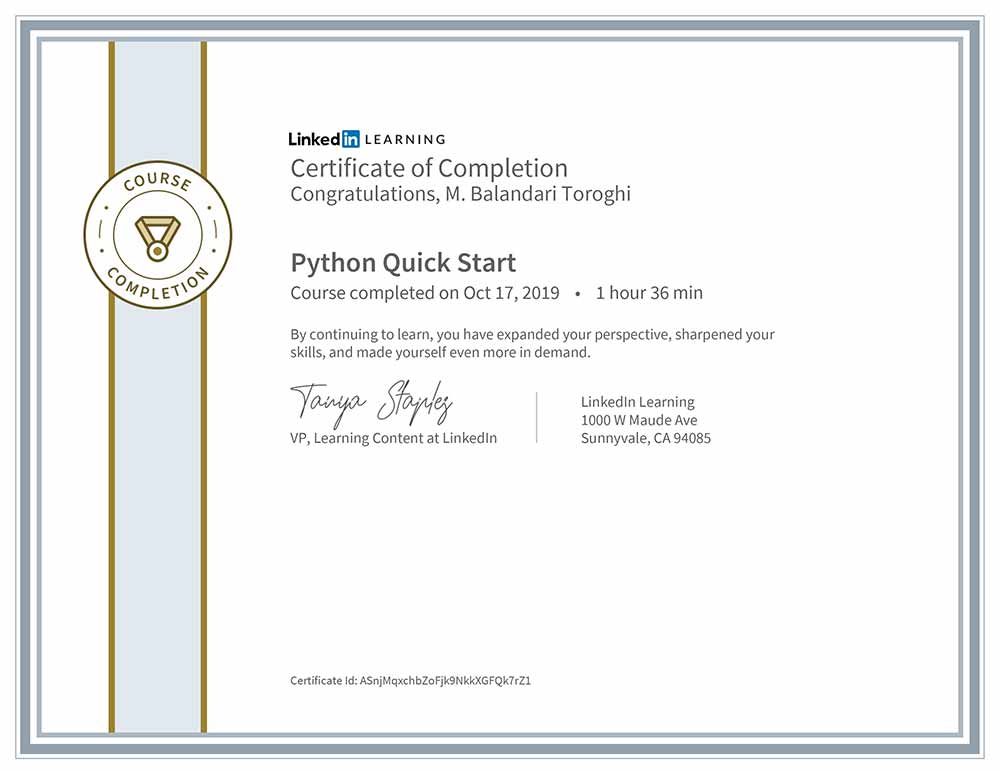 COURSE
COMPLETION
Linkedin LEARNING
Certificate of Completion
Congratulations, M. Balandari Toroghi
Python Quick Start
Course completed on Oct 17, 2019 • 1 hour 36 min
By continuing to learn, you have expanded your perspective, sharpened your
skills, and made yourself even more in demand.
Tanya Staples
VP, Learning Content at LinkedIn
LinkedIn Learning
1000 W Maude Ave
Sunnyvale, CA 94085
Certificate Id: ASnjMqxchbZoFjk9NkkXGFQk7rZ1